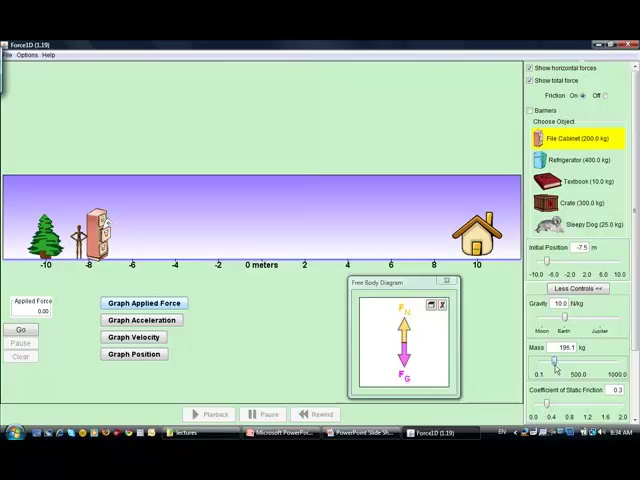 Force1D (1.19)
File Options Help
Show horizontal forces
Show total force
Friction On Off
Barriers
Choose Object
File Cabinet (200.0 kg)
Refrigerator (400.0 kg)
Textbook (10.0 kg)
Crate (300.0 kg)
Sleepy Dog (25.0 kg)
Initial Position -7.5 m
-10.0 -6.0 -2.0 2.0 6.0 10.0
Less Controls <<
Gravity 10.0 N/kg
Moon Earth Jupiter
Mass 196.1 kg
0.1 500.0 1000.0
Coefficient of Static Friction 0.3
0.0 0.4 0.8 1.2 1.6 2.0
-10 -8 -6 -4 -2 0 meters 2 4 6 8 10
Applied Force
0.00
Go
Pause
Clear
Graph Applied Force
Graph Acceleration
Graph Velocity
Graph Position
Free Body Diagram
FN
FG
Playback Pause Rewind
lectures
Microsoft PowerPoi...
PowerPoint Slide Sh...
Force1D (1.19)
EN
8:34 AM